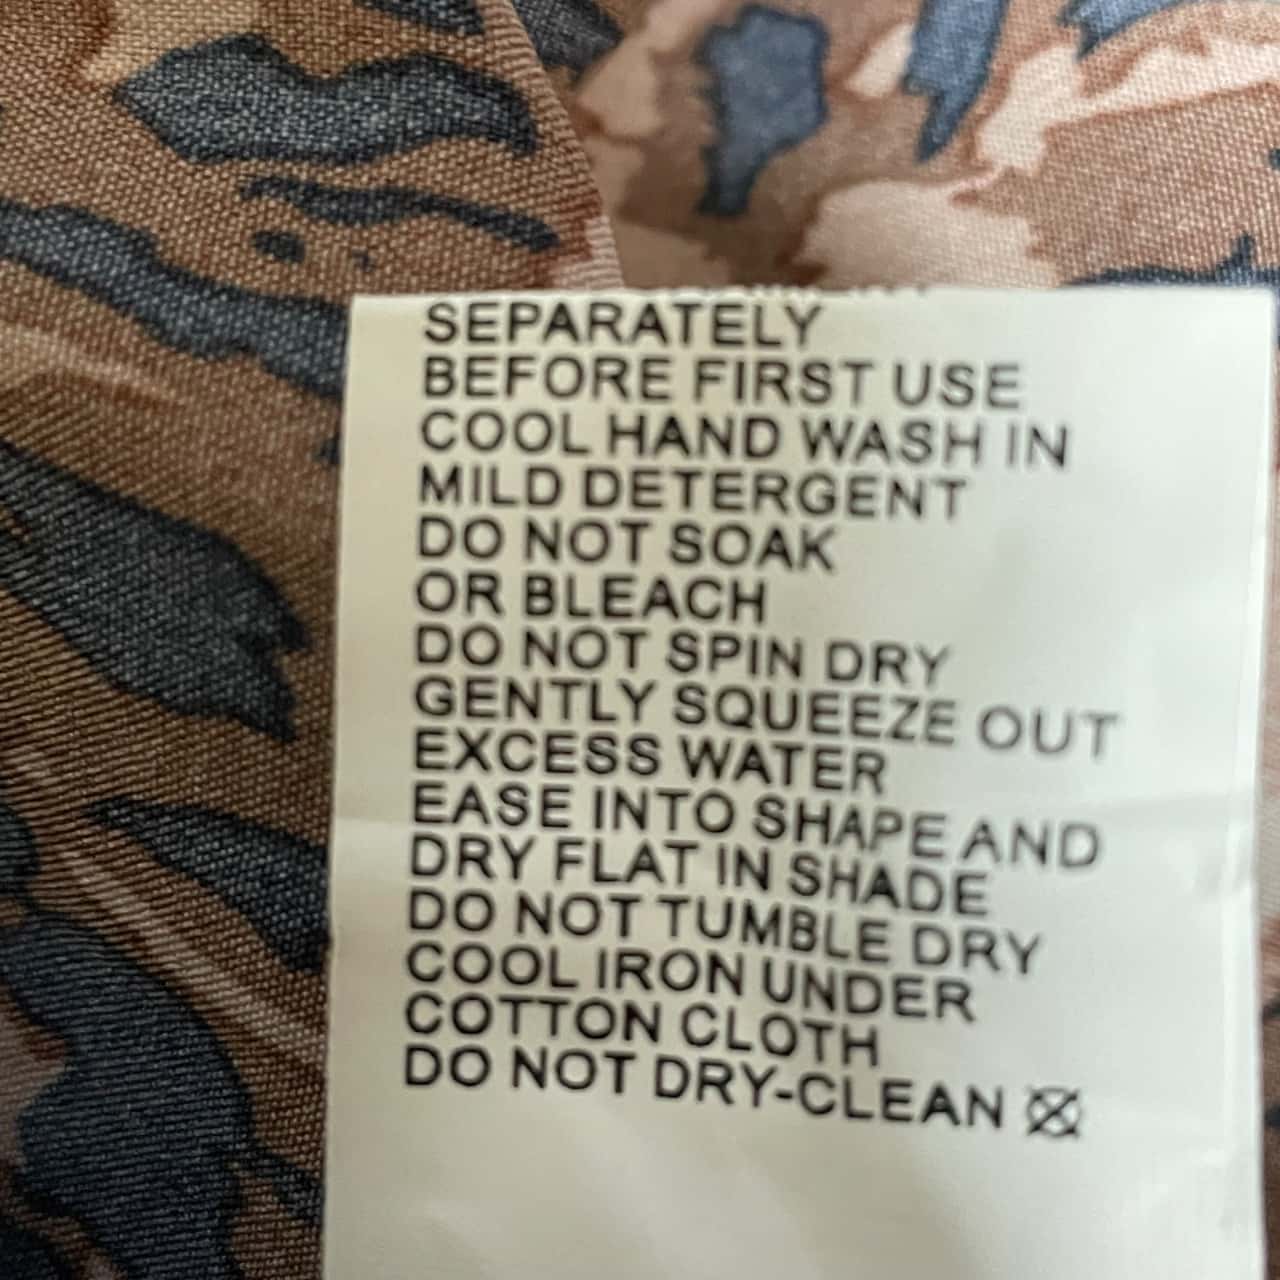 SEPARATELY
BEFORE FIRST USE
COOL HAND WASH IN
MILD DETERGENT
DO NOT SOAK
OR BLEACH
DO NOT SPIN DRY
GENTLY SQUEEZE OUT
EXCESS WATER
EASE INTO SHAPE AND
DRY FLAT IN SHADE
DO NOT TUMBLE DRY
COOL IRON UNDER
COTTON CLOTH
DO NOT DRY-CLEAN